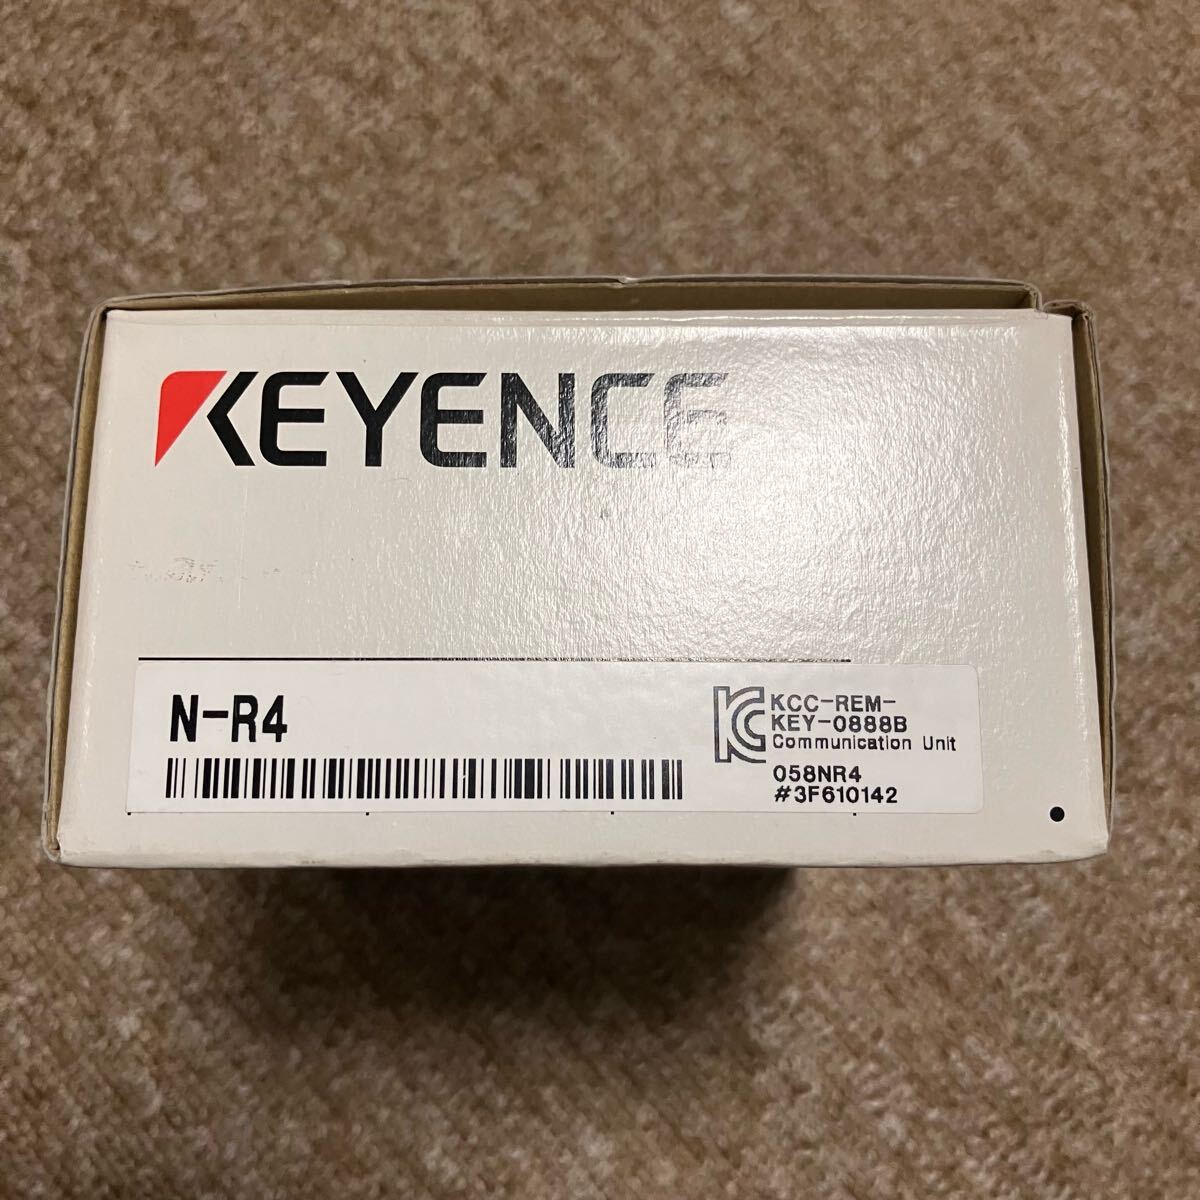 KEYENCE
N-R4
KCC-REM-
KEY-0888B
Communication Unit
058NR4
#3F610142